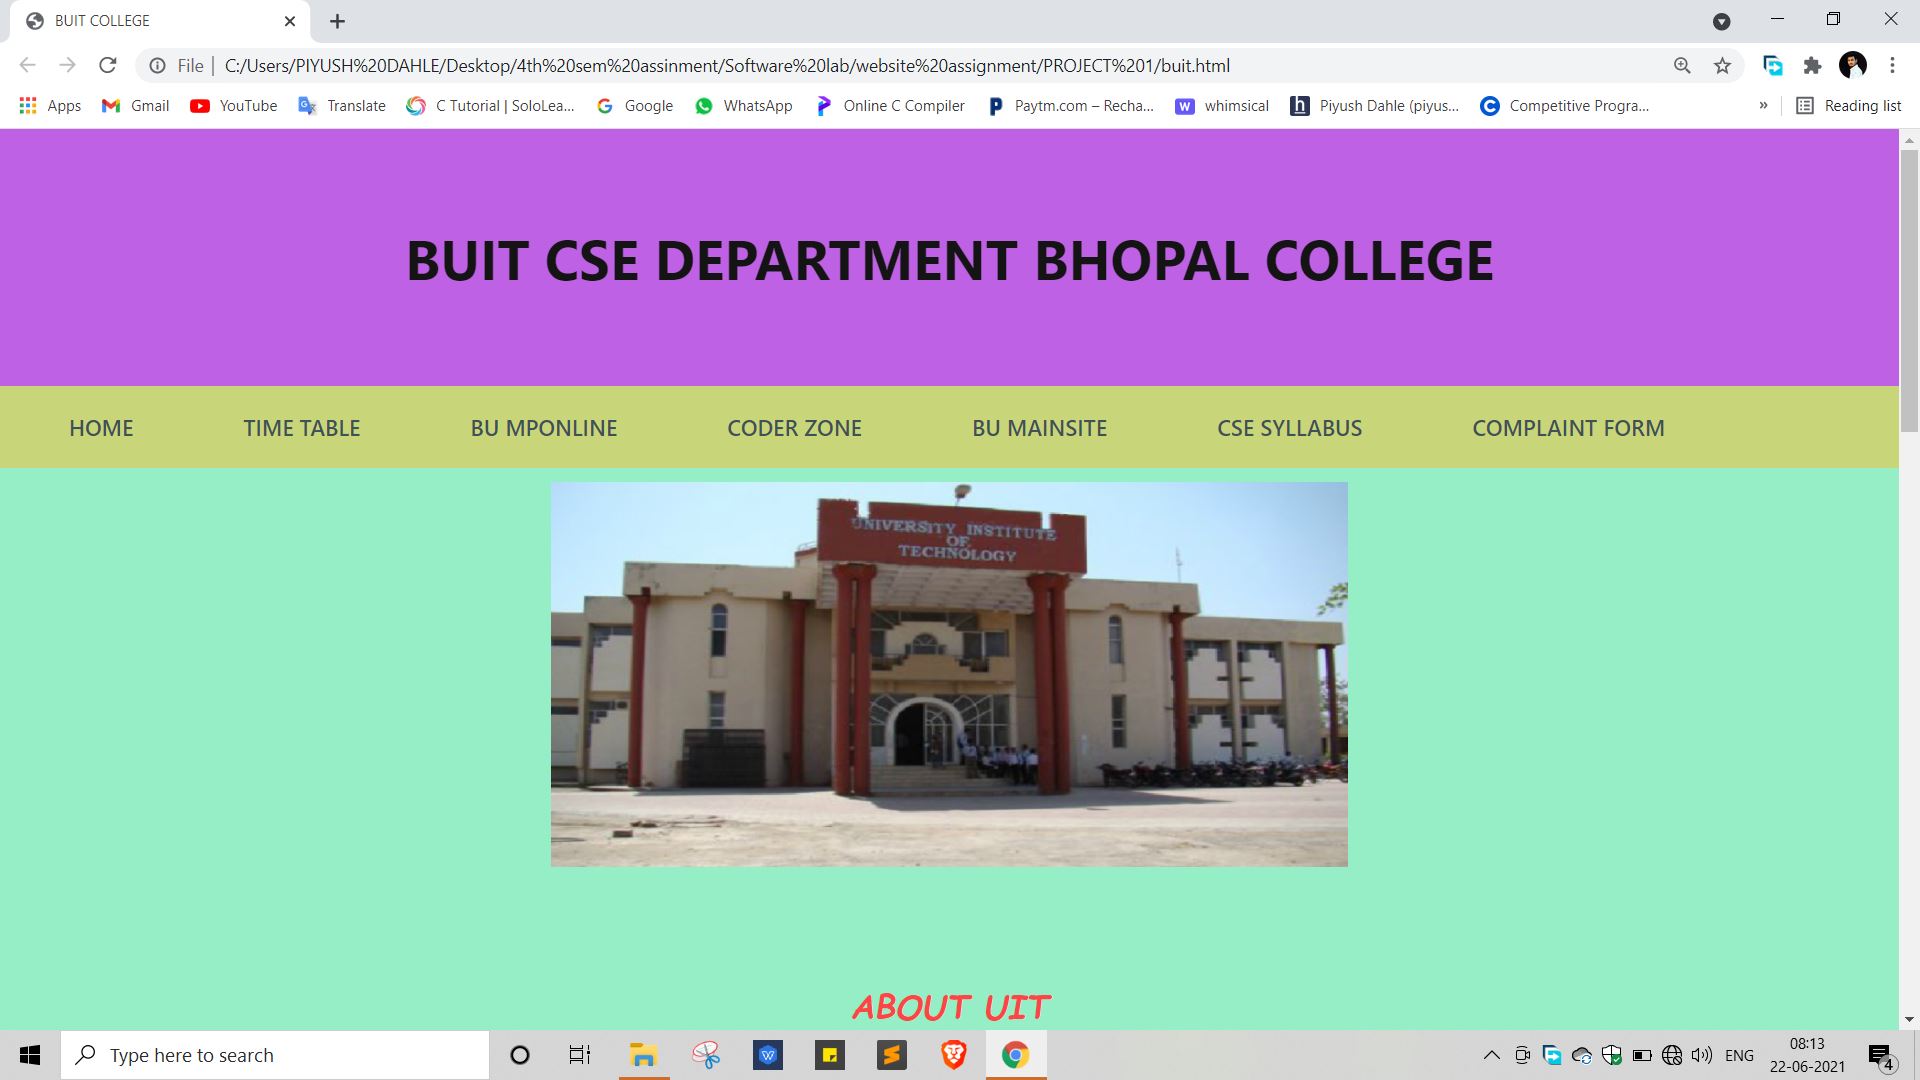 BUIT COLLEGE
File
C:/Users/PIYUSH%20DAHLE/Desktop/4th%20sem%20assinment/Software%20lab/website%20assignment/PROJECT%201/buit.html
Apps Gmail YouTube Translate C Tutorial | SoloLea... Google WhatsApp Online C Compiler Paytm.com – Recha... whimsical Piyush Dahle (piyus... Competitive Progra... » Reading list
BUIT CSE DEPARTMENT BHOPAL COLLEGE
HOME TIME TABLE BU MPONLINE CODER ZONE BU MAINSITE CSE SYLLABUS COMPLAINT FORM
UNIVERSITY INSTITUTE
OF
TECHNOLOGY
ABOUT UIT
Type here to search
ENG
08:13
22-06-2021
4